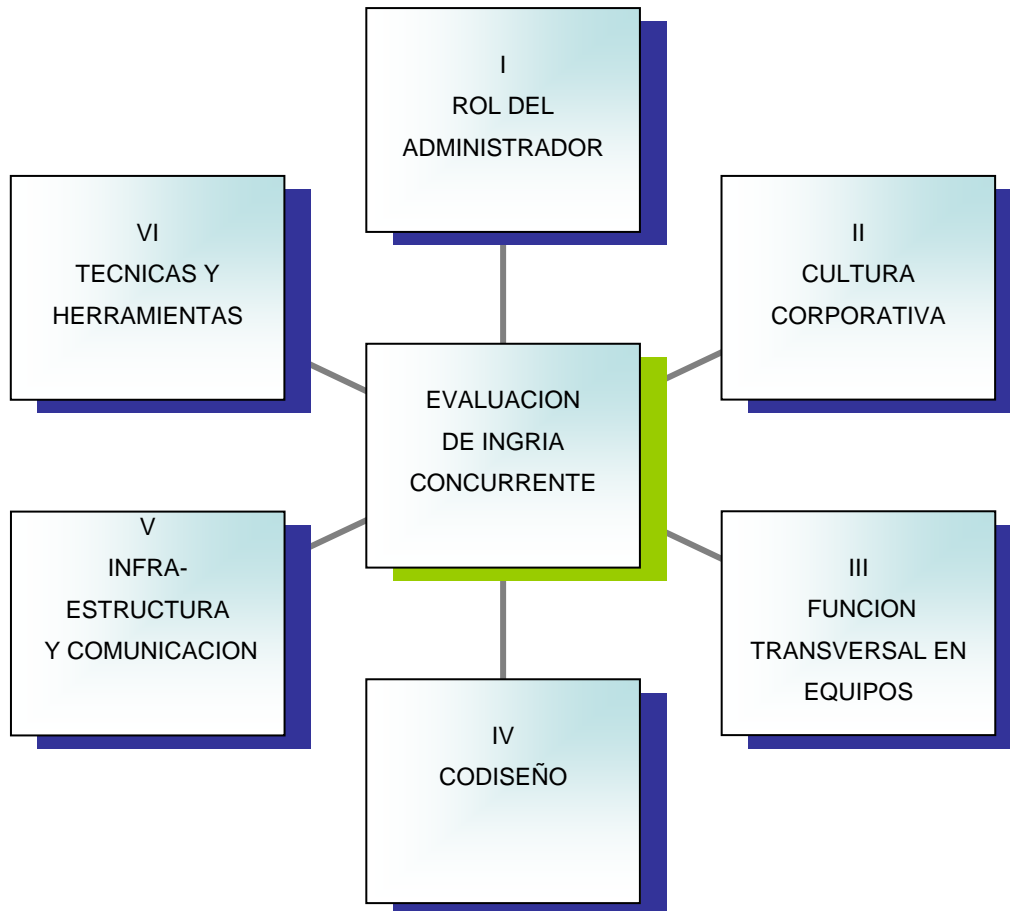 I
ROL DEL
ADMINISTRADOR
II
CULTURA
CORPORATIVA
III
FUNCION
TRANSVERSAL EN
EQUIPOS
IV
CODISEÑO
V
INFRA-
ESTRUCTURA
Y COMUNICACION
VI
TECNICAS Y
HERRAMIENTAS
EVALUACION
DE INGRIA
CONCURRENTE